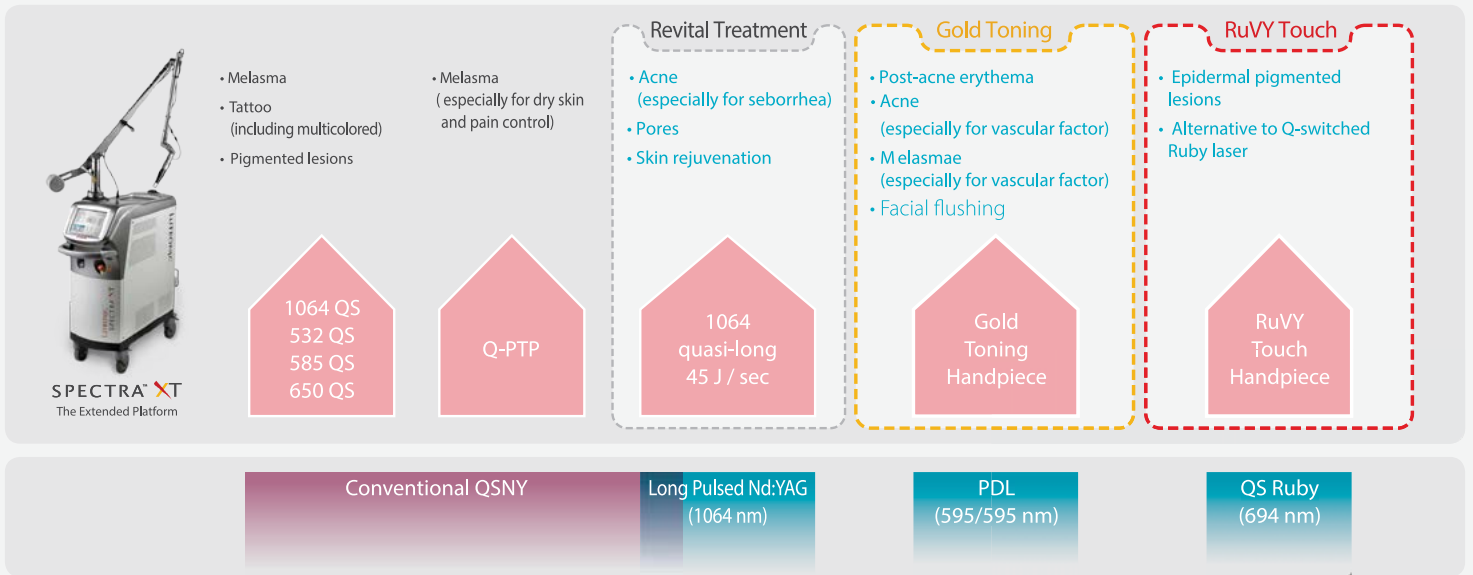 Revital Treatment
Gold Toning
RuVY Touch
• Melasma
• Tattoo
(including multicolored)
• Pigmented lesions
• Melasma
( especially for dry skin
and pain control)
• Acne
(especially for seborrhea)
• Pores
• Skin rejuvenation
• Post-acne erythema
• Acne
(especially for vascular factor)
• M elasmae
(especially for vascular factor)
• Facial flushing
• Epidermal pigmented
lesions
• Alternative to Q-switched
Ruby laser
SPECTRA™ XT
The Extended Platform
1064 QS
532 QS
585 QS
650 QS
Q-PTP
1064
quasi-long
45 J / sec
Gold
Toning
Handpiece
RuVY
Touch
Handpiece
Conventional QSNY
Long Pulsed Nd:YAG
(1064 nm)
PDL
(595/595 nm)
QS Ruby
(694 nm)